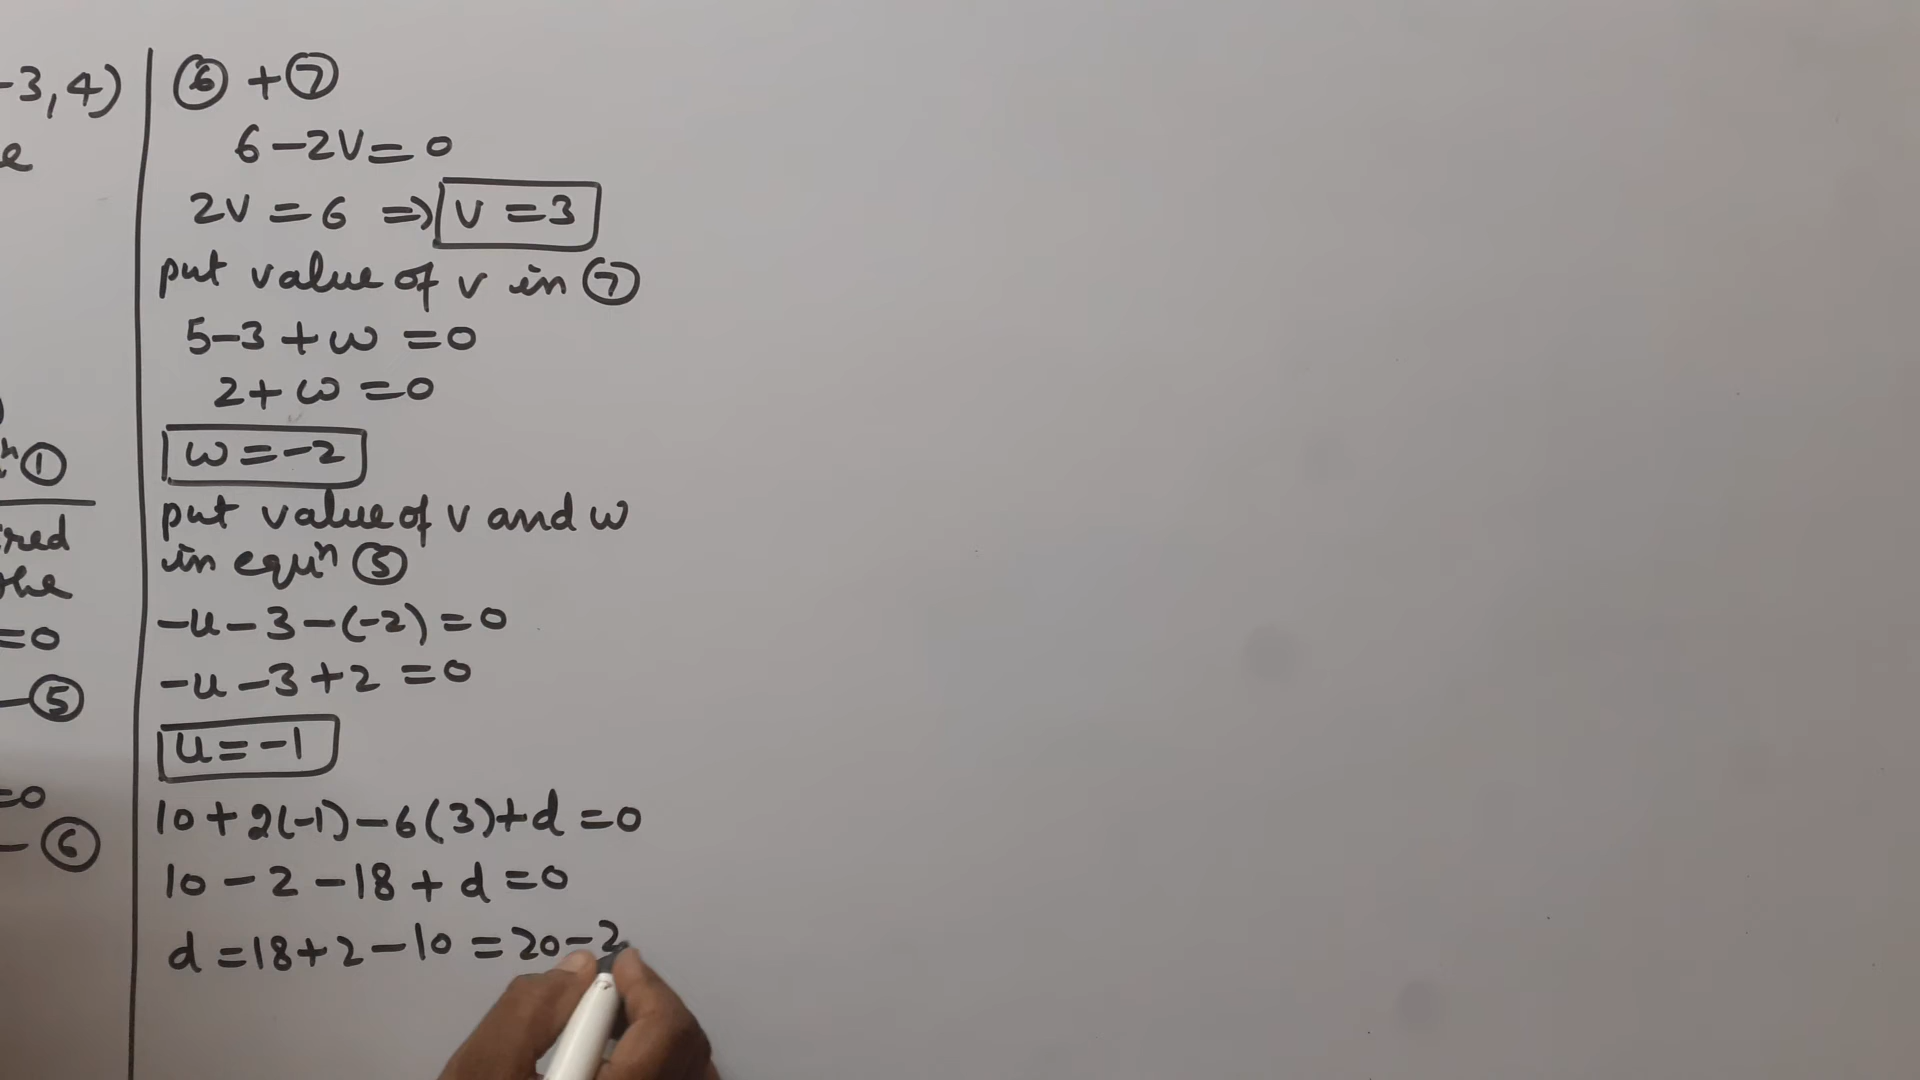 -3,4)
e
n ①
red
the
=0
- ⑤
=0
- ⑥
⑥ + ⑦
6-2v=0
2v=6 ⇒ v=3
put value of v in ⑦
5-3+w=0
2+w=0
w=-2
put value of v and w
in equⁿ ⑤
-u-3-(-2)=0
-u-3+2=0
u=-1
10+2(-1)-6(3)+d=0
10-2-18+d=0
d=18+2-10=20-2